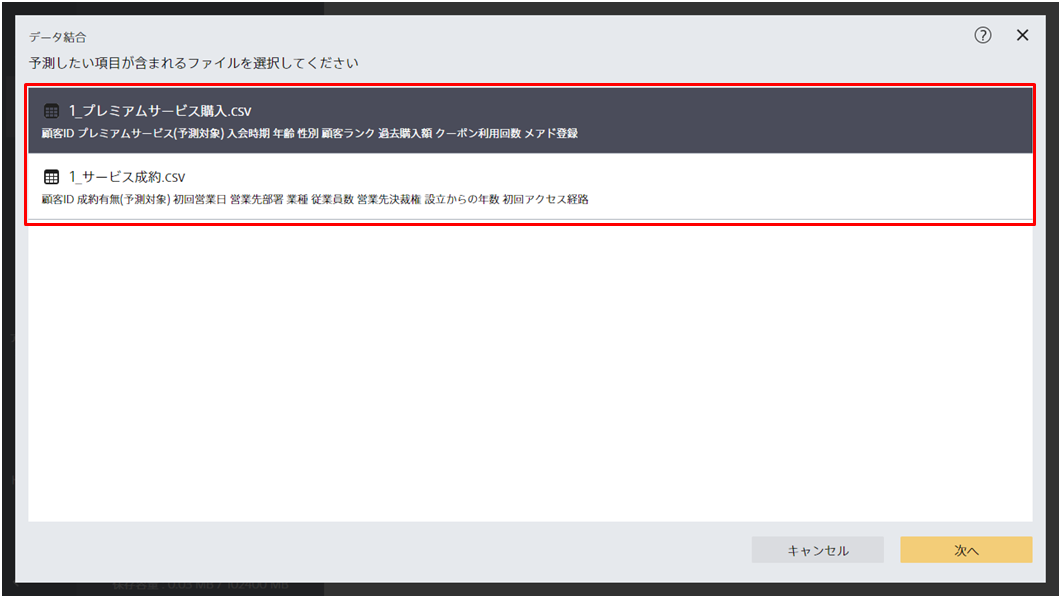 データ結合
予測したい項目が含まれるファイルを選択してください
1_プレミアムサービス購入.csv
顧客ID プレミアムサービス(予測対象) 入会時期 年齢 性別 顧客ランク 過去購入額 クーポン利用回数 メアド登録
1_サービス成約.csv
顧客ID 成約有無(予測対象) 初回営業日 営業先部署 業種 従業員数 営業先決裁権 設立からの年数 初回アクセス経路
キャンセル
次へ